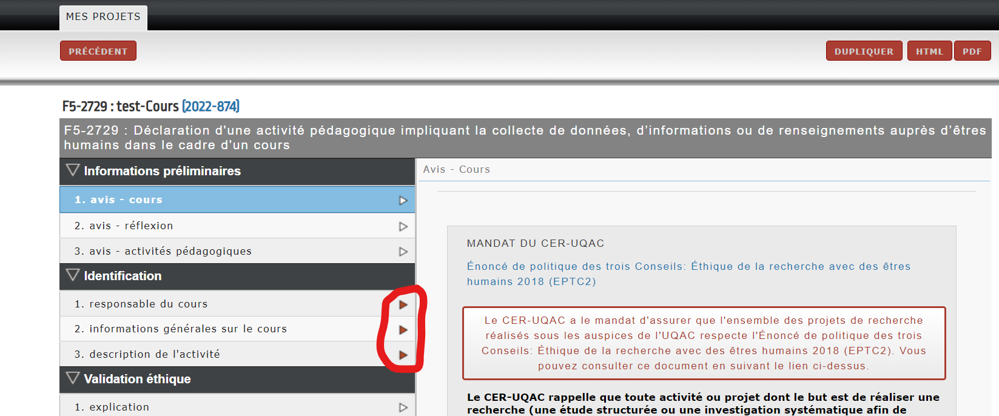 MES PROJETS
PRÉCÉDENT
DUPLIQUER
HTML
PDF
F5-2729 : test-Cours (2022-874)
F5-2729 : Déclaration d'une activité pédagogique impliquant la collecte de données, d’informations ou de renseignements auprès d’êtres
humains dans le cadre d'un cours
Informations préliminaires
1. avis - cours
2. avis - réflexion
3. avis - activités pédagogiques
Identification
1. responsable du cours
2. informations générales sur le cours
3. description de l'activité
Validation éthique
1. explication
Avis - Cours
MANDAT DU CER-UQAC
Énoncé de politique des trois Conseils: Éthique de la recherche avec des êtres
humains 2018 (EPTC2)
Le CER-UQAC a le mandat d'assurer que l'ensemble des projets de recherche
réalisés sous les auspices de l'UQAC respecte l'Énoncé de politique des trois
Conseils: Éthique de la recherche avec des êtres humains 2018 (EPTC2). Vous
pouvez consulter ce document en suivant le lien ci-dessus.
Le CER-UQAC rappelle que toute activité ou projet dont le but est de réaliser une
recherche (une étude structurée ou une investigation systématique afin de